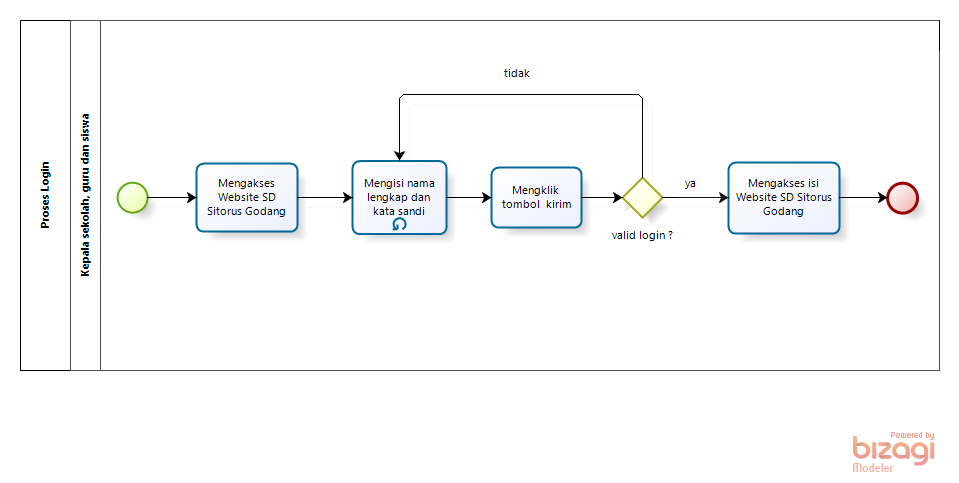 Proses Login
Kepala sekolah, guru dan siswa
tidak
Mengakses
Website SD
Sitorus Godang
Mengisi nama
lengkap dan
kata sandi
Mengklik
tombol kirim
valid login ?
ya
Mengakses isi
Website SD Sitorus
Godang
Powered by
bizagi
Modeler